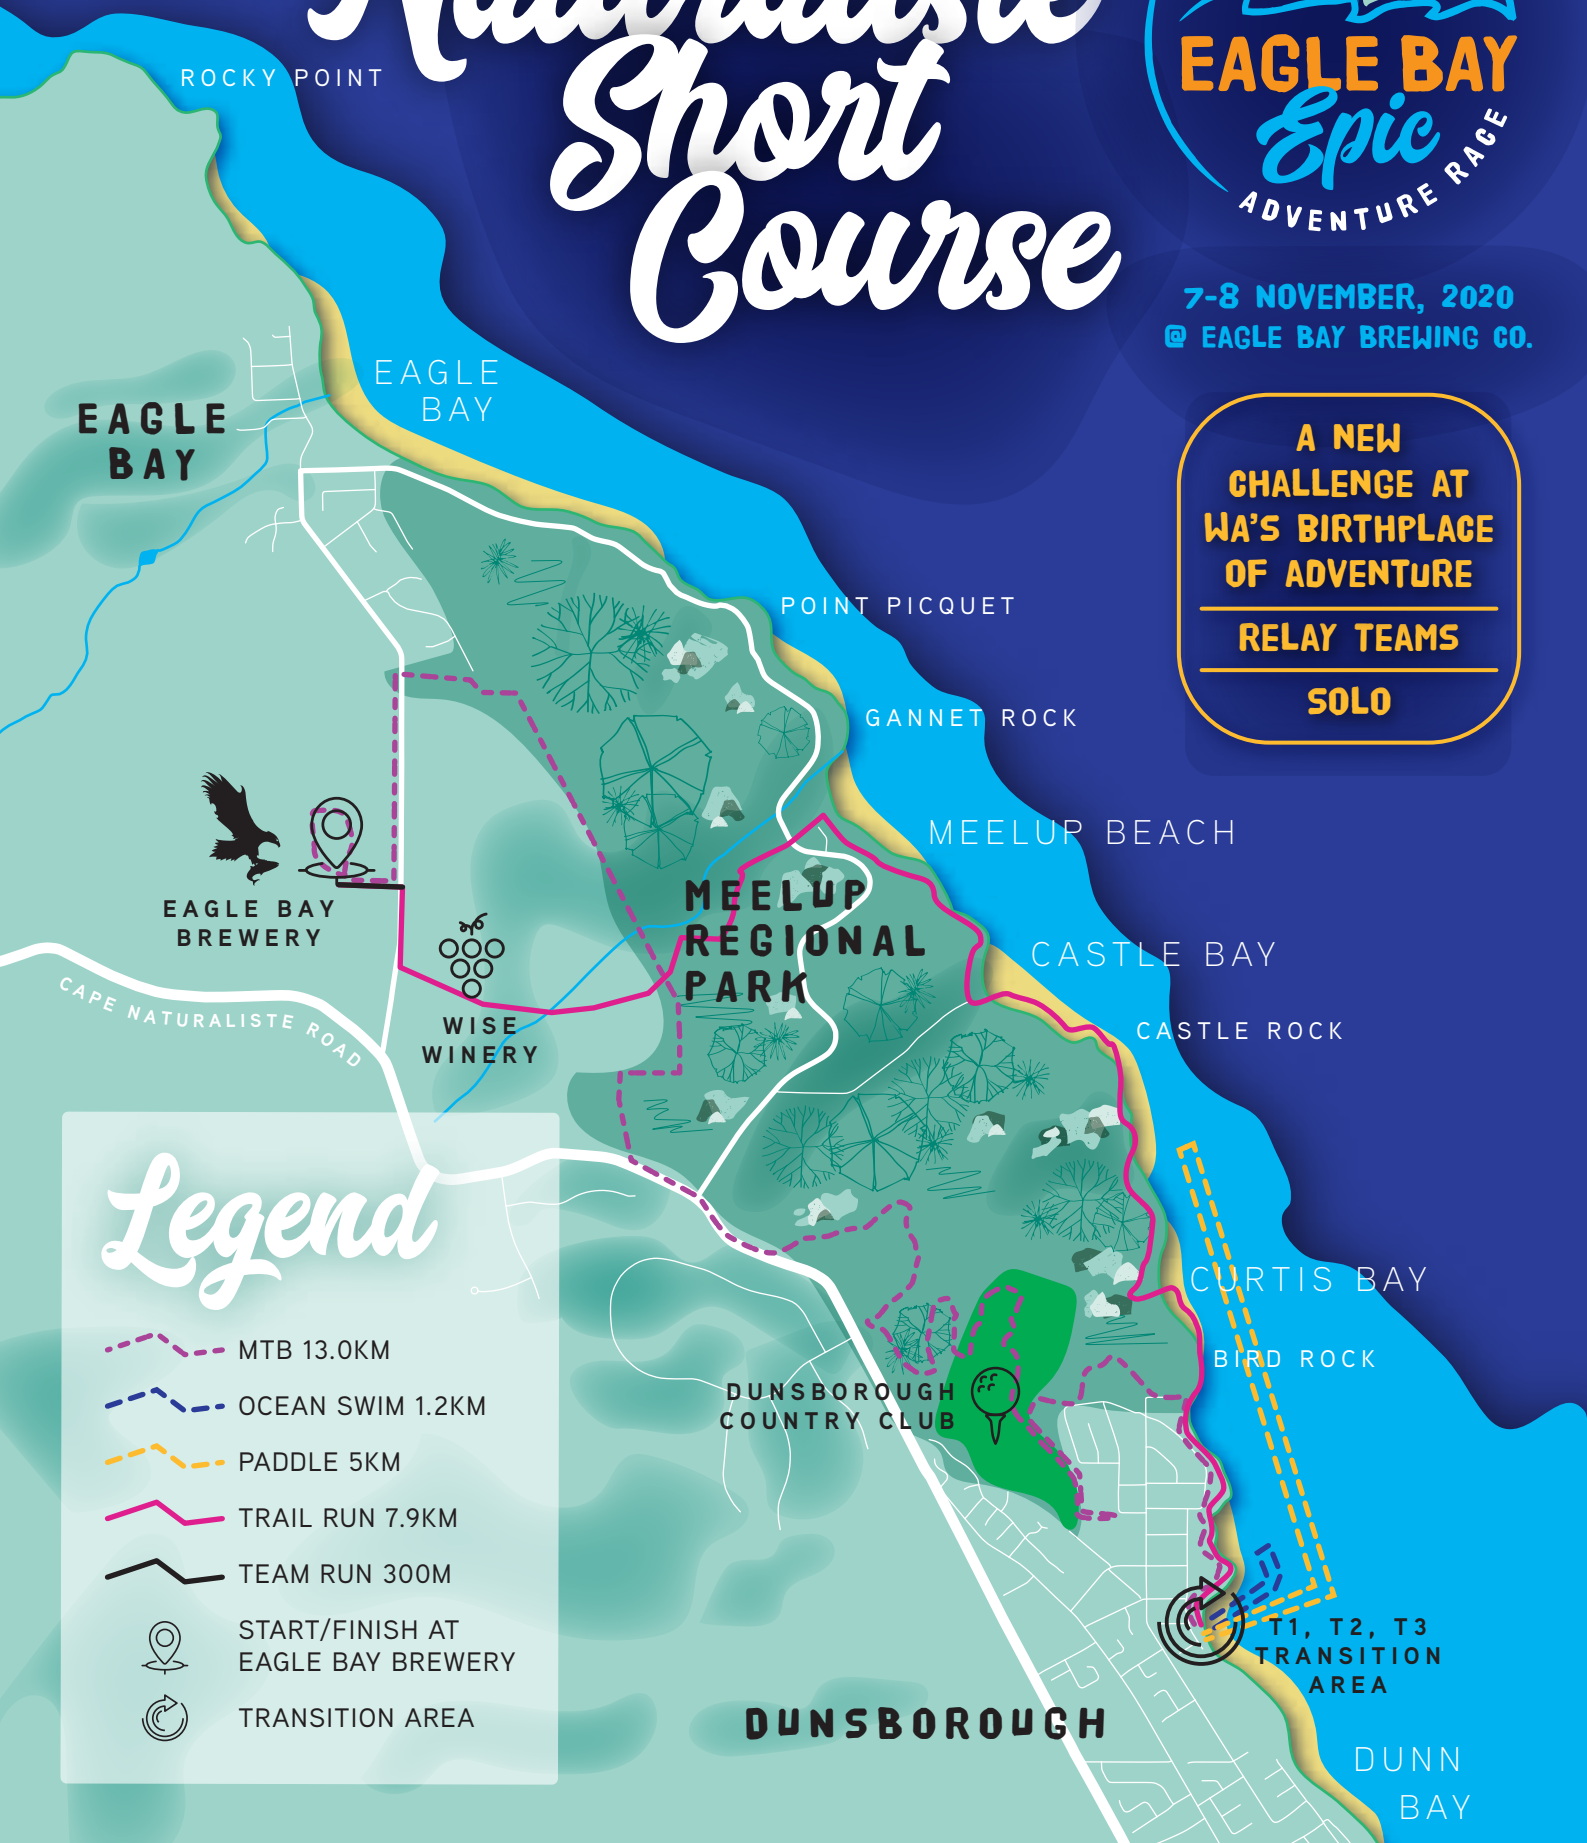 Naturaliste
Short
Course
EAGLE BAY
Epic
ADVENTURE RACE
7-8 NOVEMBER, 2020
@ EAGLE BAY BREWING CO.
A NEW
CHALLENGE AT
WA'S BIRTHPLACE
OF ADVENTURE
RELAY TEAMS
SOLO
ROCKY POINT
EAGLE
BAY
EAGLE
BAY
POINT PICQUET
GANNET ROCK
MEELUP BEACH
MEELUP
REGIONAL
PARK
EAGLE BAY
BREWERY
CASTLE BAY
CAPE NATURALISTE ROAD
WISE
WINERY
CASTLE ROCK
CURTIS BAY
BIRD ROCK
DUNSBOROUGH
COUNTRY CLUB
T1, T2, T3
TRANSITION
AREA
DUNSBOROUGH
DUNN
BAY
Legend
MTB 13.0KM
OCEAN SWIM 1.2KM
PADDLE 5KM
TRAIL RUN 7.9KM
TEAM RUN 300M
START/FINISH AT
EAGLE BAY BREWERY
TRANSITION AREA